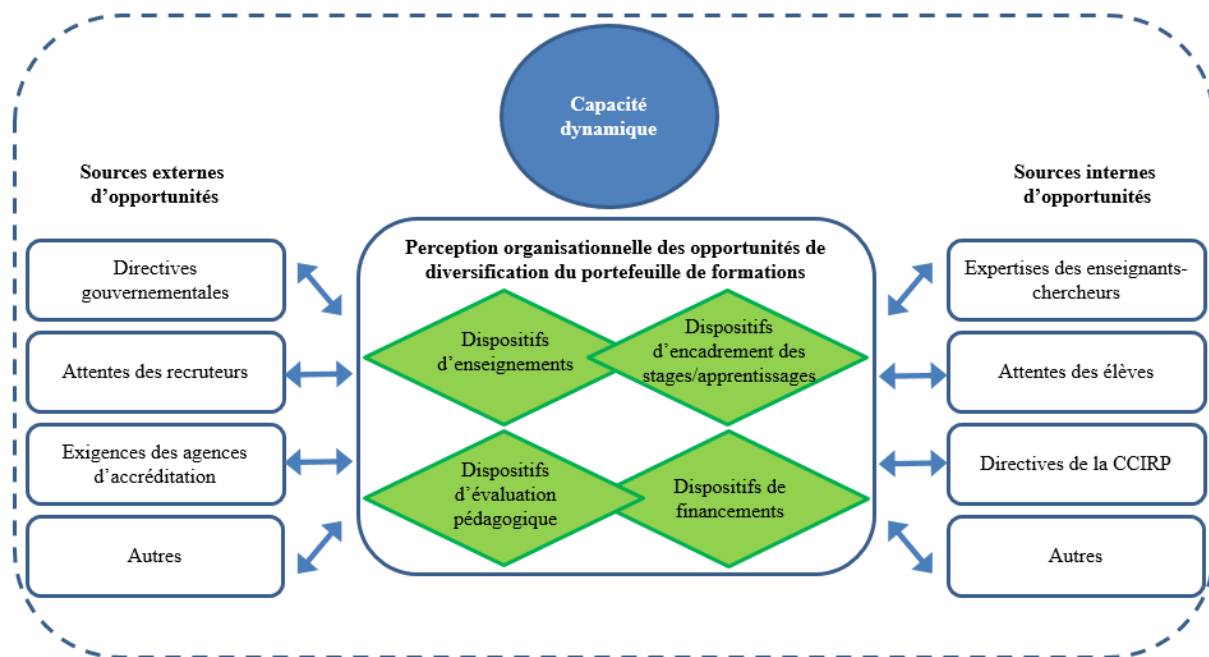 Capacité
dynamique
Sources externes
d’opportunités
Directives
gouvernementales
Attentes des recruteurs
Exigences des agences
d’accréditation
Autres
Perception organisationnelle des opportunités de
diversification du portefeuille de formations
Dispositifs
d’enseignements
Dispositifs
d’encadrement des
stages/apprentissages
Dispositifs
d’évaluation
pédagogique
Dispositifs de
financements
Sources internes
d’opportunités
Expertises des enseignants-
chercheurs
Attentes des élèves
Directives de la CCIRP
Autres